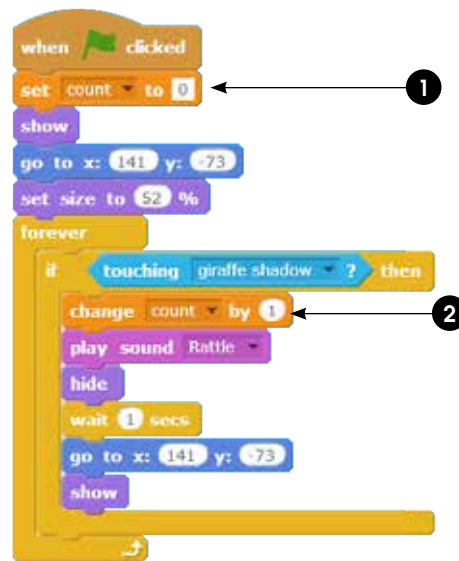 when clicked
set count to 0
1
show
go to x: 141 y: -73
set size to 52 %
forever
if touching giraffe shadow ? then
change count by 1
2
play sound Rattle
hide
wait 1 secs
go to x: 141 y: -73
show